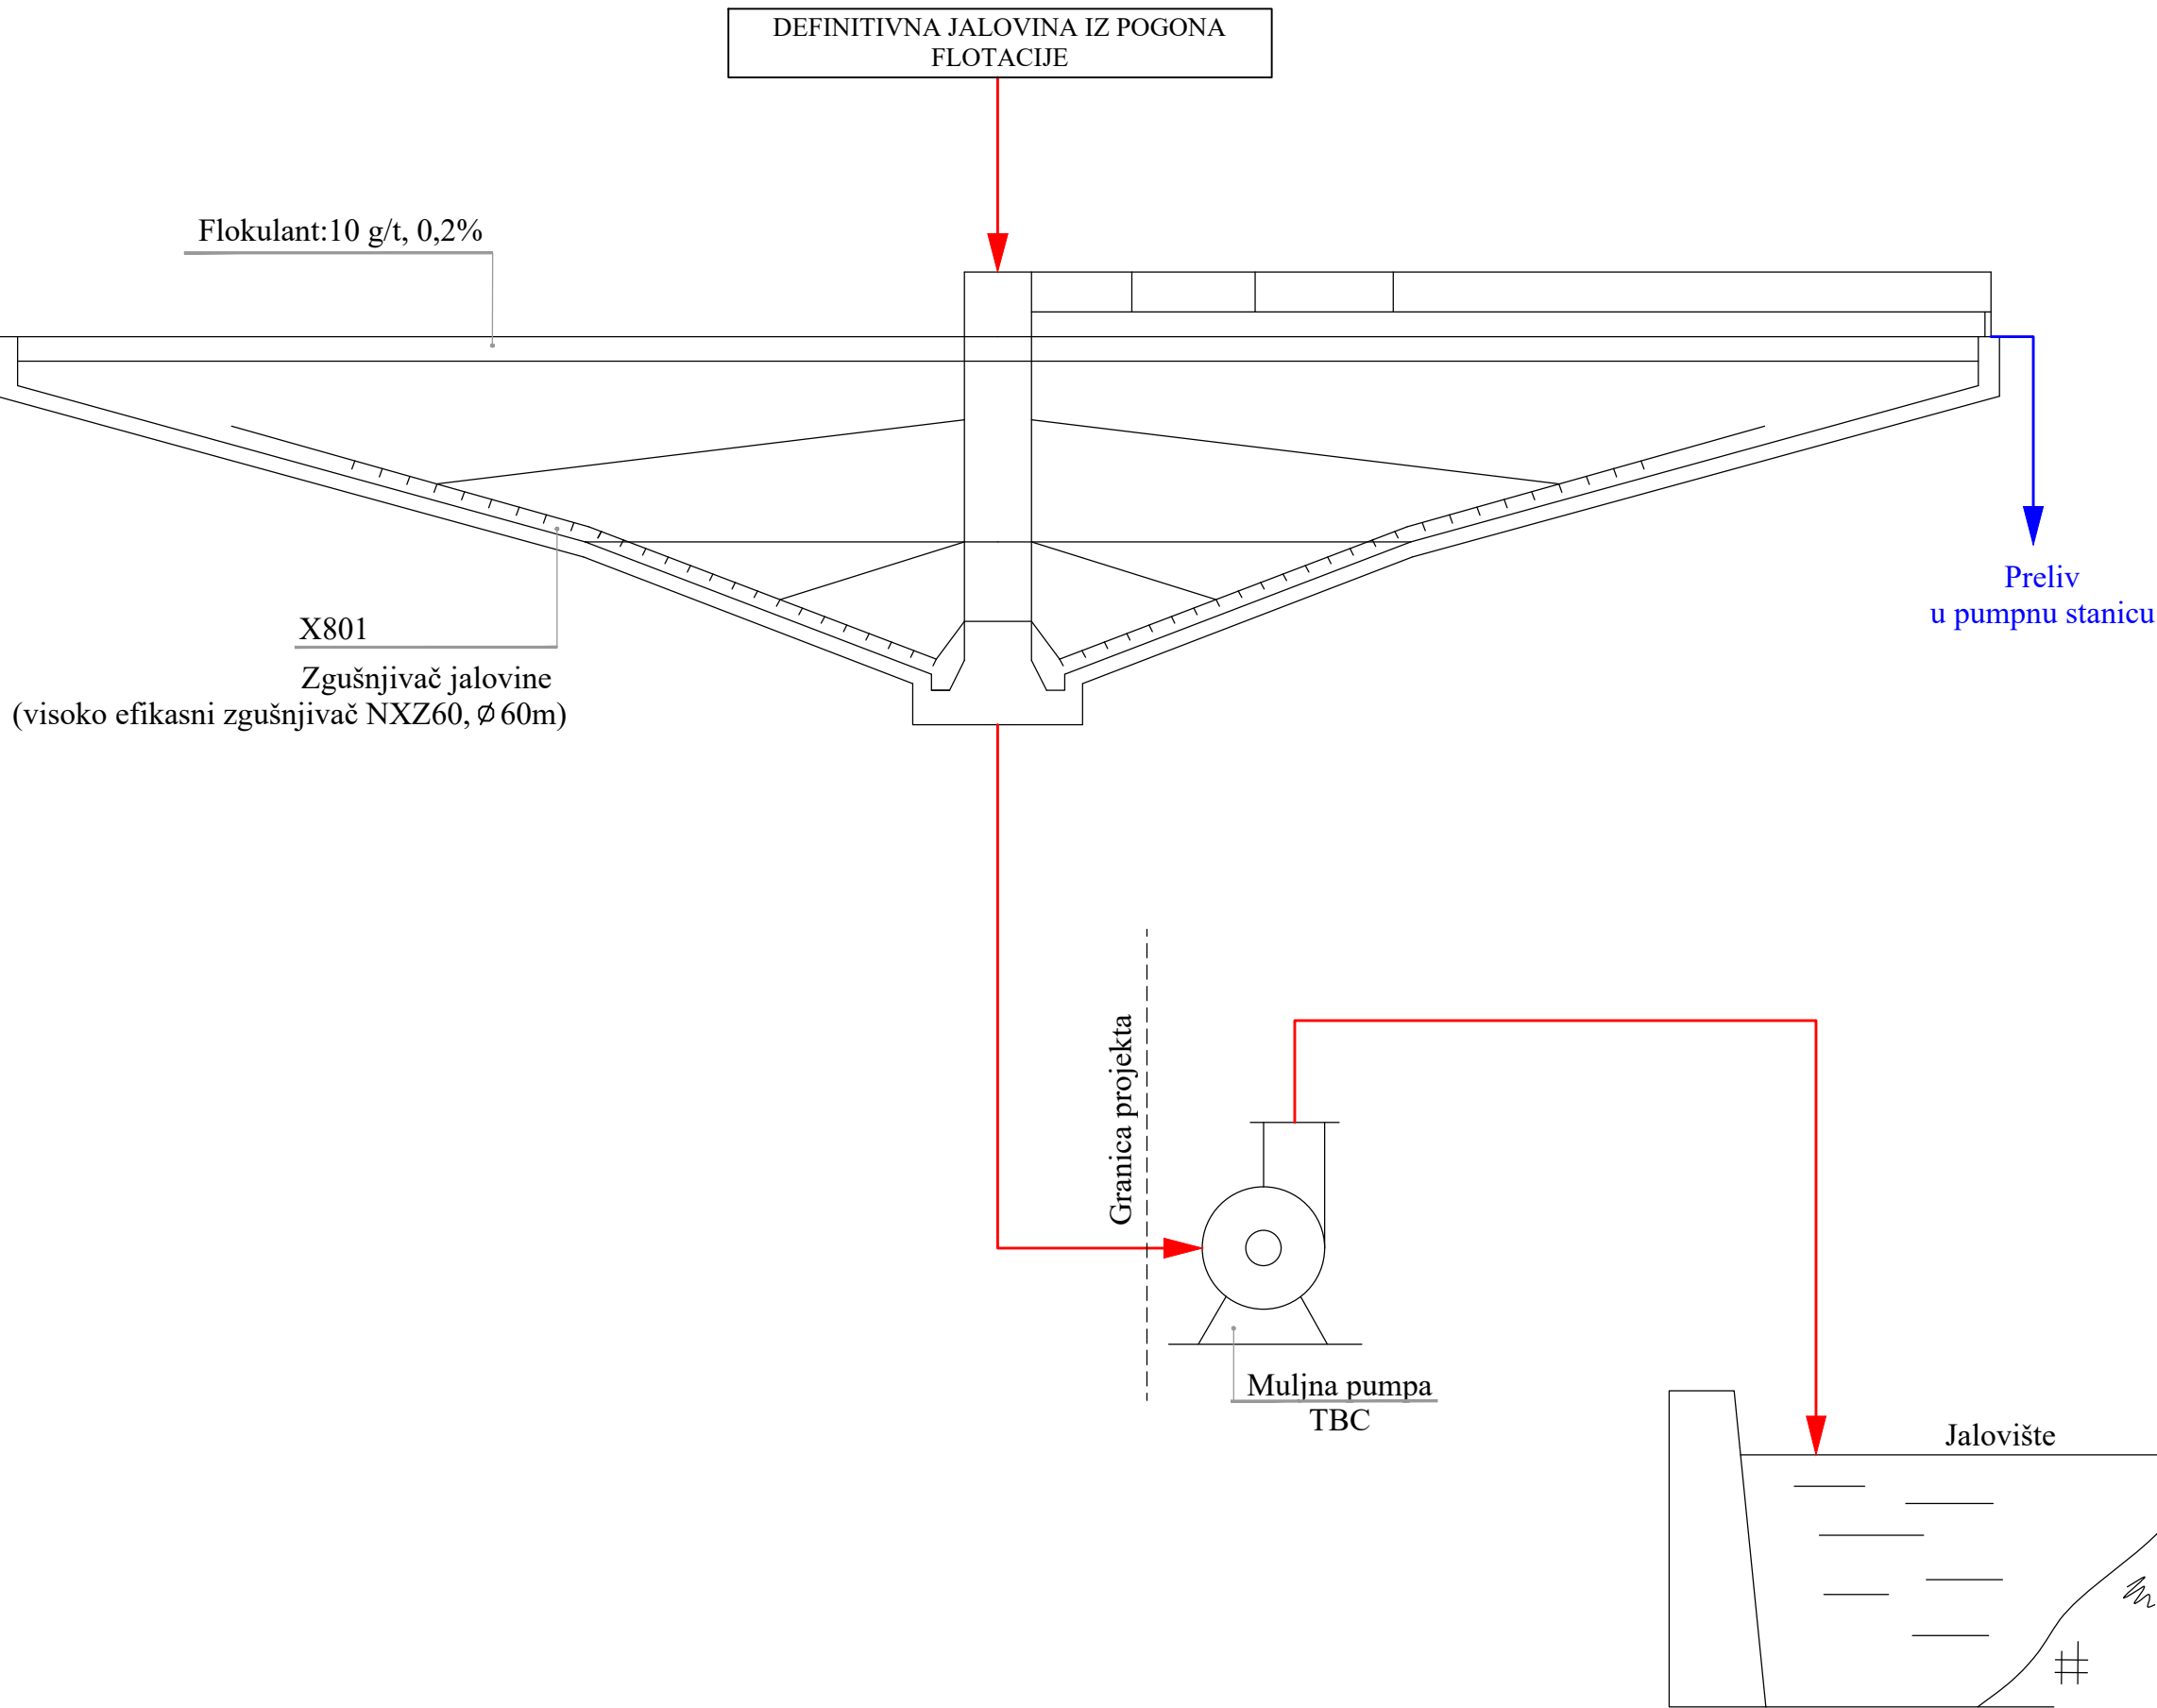 DEFINITIVNA JALOVINA IZ POGONA
FLOTACIJE
Flokulant:10 g/t, 0,2%
Preliv
u pumpnu stanicu
X801
Zgušnjivač jalovine
(visoko efikasni zgušnjivač NXZ60, ∅60m)
Granica projekta
Muljna pumpa
TBC
Jalovište